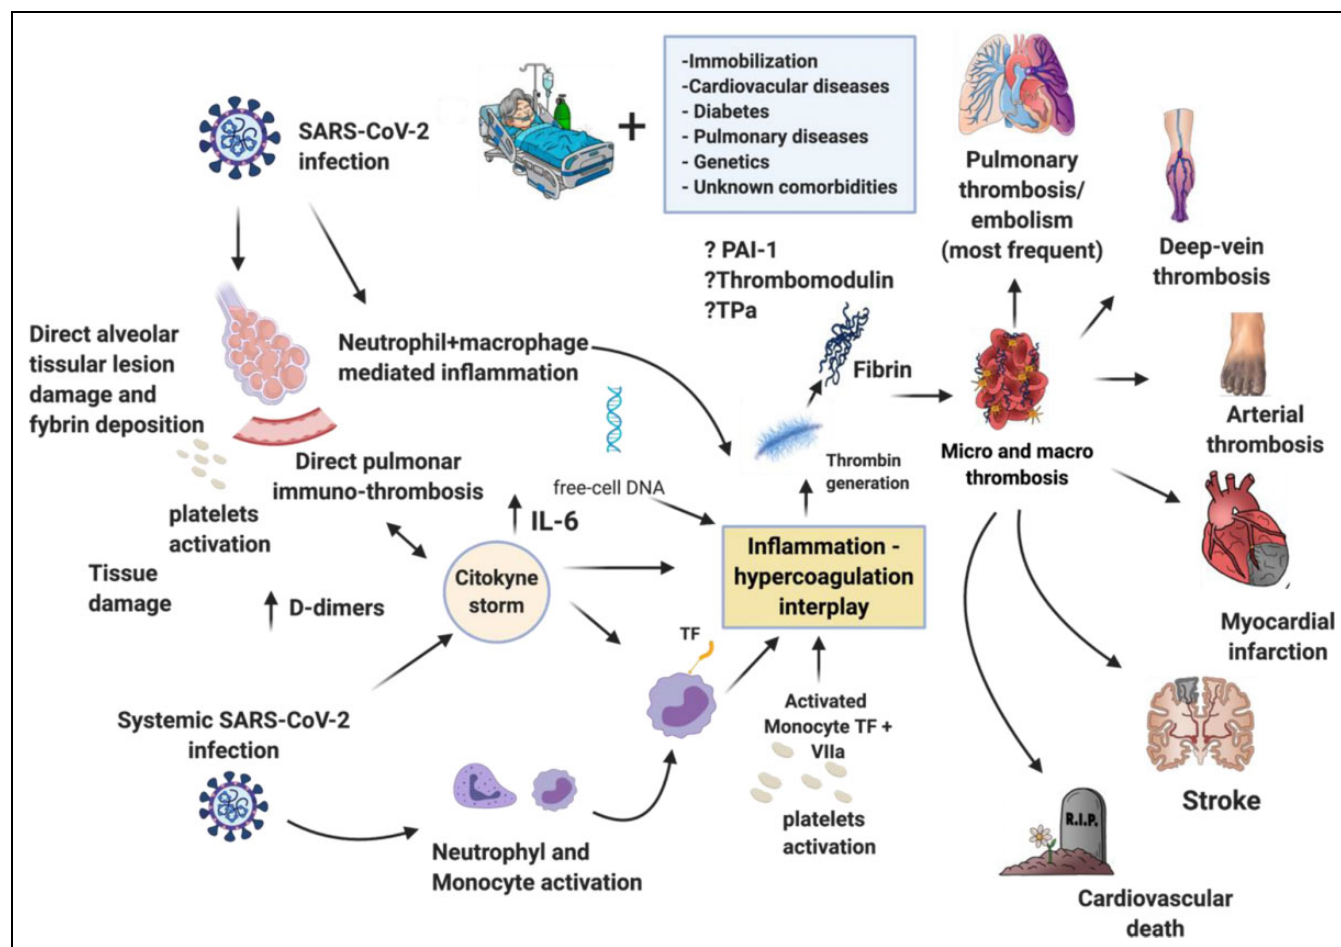 SARS-CoV-2
infection
+
-Immobilization
-Cardiovacular diseases
- Diabetes
- Pulmonary diseases
- Genetics
- Unknown comorbidities
Pulmonary
thrombosis/
embolism
(most frequent)
Deep-vein
thrombosis
? PAI-1
?Thrombomodulin
?TPa
Direct alveolar
tissular lesion
damage and
fybrin deposition
Neutrophil+macrophage
mediated inflammation
Fibrin
Arterial
thrombosis
Direct pulmonar
immuno-thrombosis
Thrombin
generation
Micro and macro
thrombosis
free-cell DNA
IL-6
platelets
activation
Tissue
damage
D-dimers
Citokyne
storm
Inflammation -
hypercoagulation
interplay
TF
Myocardial
infarction
Systemic SARS-CoV-2
infection
Activated
Monocyte TF +
VIIa
platelets
activation
Neutrophyl and
Monocyte activation
Stroke
R.I.P.
Cardiovascular
death